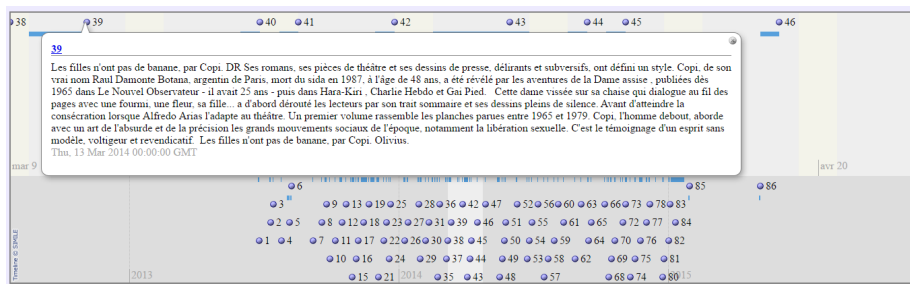 38 39 40 41 42 43 44 45 46
39
Les filles n'ont pas de banane, par Copi. DR Ses romans, ses pièces de théâtre et ses dessins de presse, délirants et subversifs, ont défini un style. Copi, de son
vrai nom Raul Damonte Botana, argentin de Paris, mort du sida en 1987, à l'âge de 48 ans, a été révélé par les aventures de la Dame assise , publiées dès
1965 dans Le Nouvel Observateur - il avait 25 ans - puis dans Hara-Kiri , Charlie Hebdo et Gai Pied. Cette dame vissée sur sa chaise qui dialogue au fil des
pages avec une fourmi, une fleur, sa fille... a d'abord dérouté les lecteurs par son trait sommaire et ses dessins pleins de silence. Avant d'atteindre la
consécration lorsque Alfredo Arias l'adapte au théâtre. Un premier volume rassemble les planches parues entre 1965 et 1979. Copi, l'homme debout, aborde
avec un art de l'absurde et de la précision les grands mouvements sociaux de l'époque, notamment la libération sexuelle. C'est le témoignage d'un esprit sans
modèle, voltigeur et revendicatif. Les filles n'ont pas de banane, par Copi. Olivius.
Thu, 13 Mar 2014 00:00:00 GMT
mar 9 avr 20
6 85 86
3 9 13 19 25 28 36 42 47 52 56 60 63 66 73 78 83
2 5 8 12 18 23 27 31 39 46 51 55 61 65 72 77 84
1 4 7 11 17 22 26 30 38 45 50 54 59 64 70 76 82
10 16 24 29 37 44 49 53 58 62 69 75 81
2013 2014 2015
15 21 35 43 48 57 68 74 80
Timeline © SIMILE